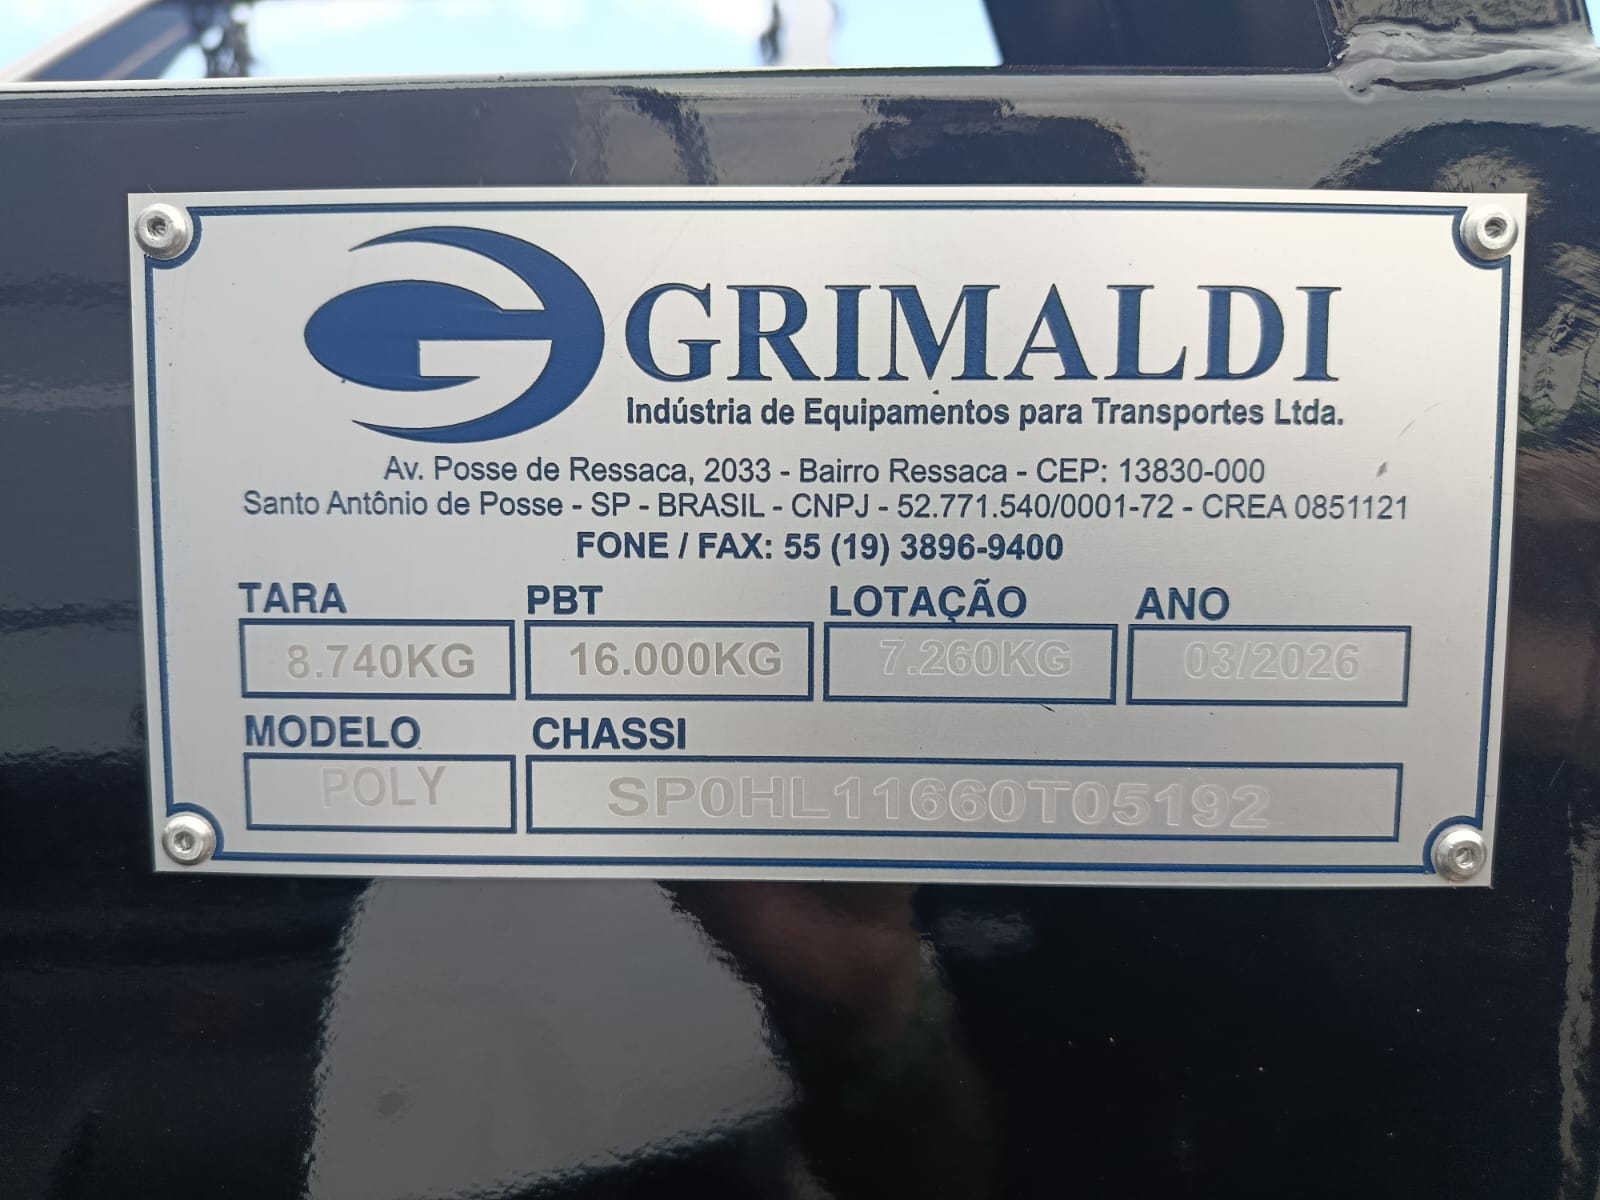 GRIMALDI
Indústria de Equipamentos para Transportes Ltda.
Av. Posse de Ressaca, 2033 - Bairro Ressaca - CEP: 13830-000
Santo Antônio de Posse - SP - BRASIL - CNPJ - 52.771.540/0001-72 - CREA 0851121
FONE / FAX: 55 (19) 3896-9400
TARA PBT LOTAÇÃO ANO
8.740KG 16.000KG 7.260KG 03/2026
MODELO CHASSI
POLY SP0HL11660T05192